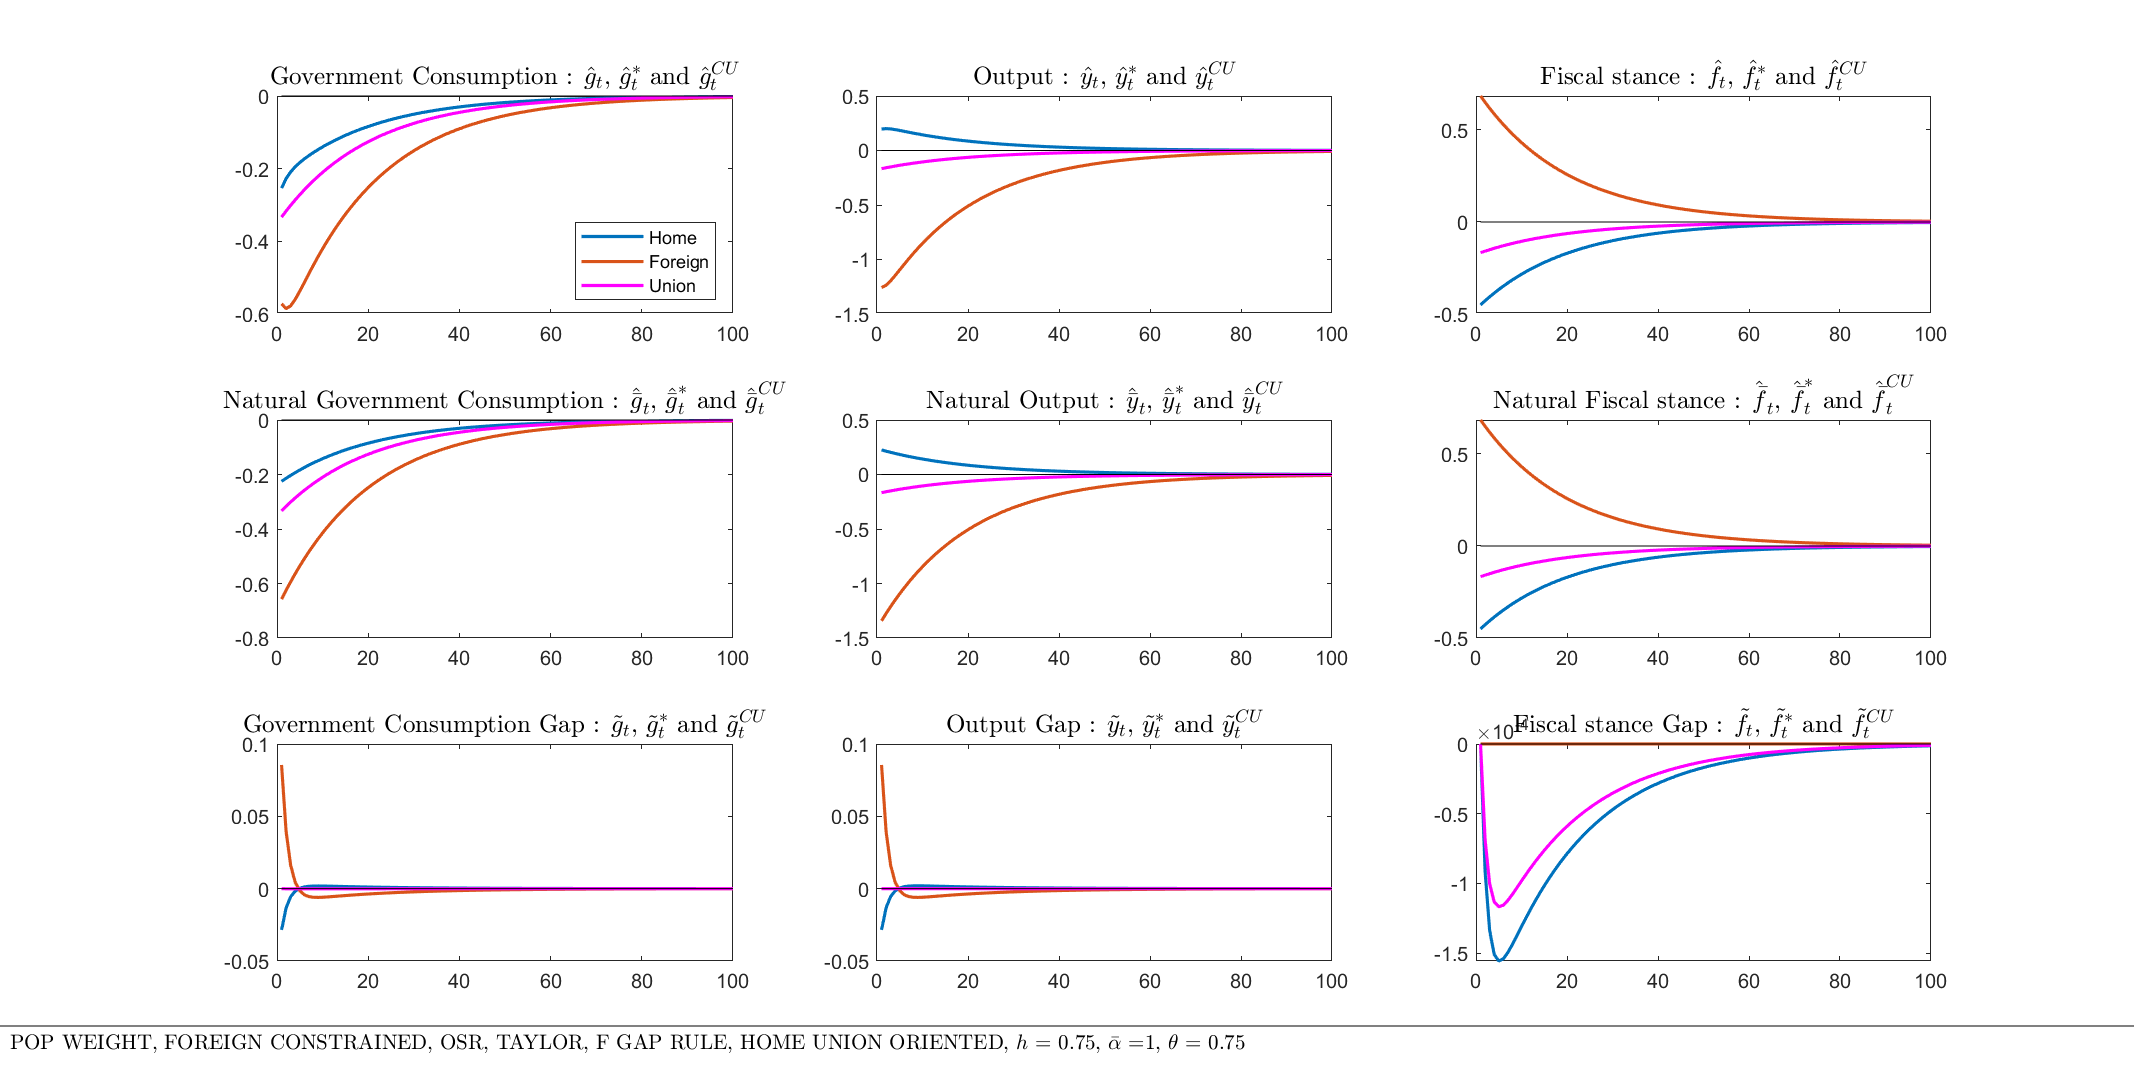 Government Consumption : ĝₜ, ĝₜ* and ĝₜᶜᵁ
Output : ŷₜ, ŷₜ* and ŷₜᶜᵁ
Fiscal stance : f̂ₜ, f̂ₜ* and f̂ₜᶜᵁ
0
-0.2
-0.4
-0.6
0 20 40 60 80 100
Home
Foreign
Union
0.5
0
-0.5
-1
-1.5
0 20 40 60 80 100
0.5
0
-0.5
0 20 40 60 80 100
Natural Government Consumption : ĝ̄ₜ, ĝ̄ₜ* and ĝ̄ₜᶜᵁ
Natural Output : ŷ̄ₜ, ŷ̄ₜ* and ŷ̄ₜᶜᵁ
Natural Fiscal stance : f̄̂ₜ, f̄̂ₜ* and f̄̂ₜᶜᵁ
0
-0.2
-0.4
-0.6
-0.8
0 20 40 60 80 100
0.5
0
-0.5
-1
-1.5
0 20 40 60 80 100
0.5
0
-0.5
0 20 40 60 80 100
Government Consumption Gap : g̃ₜ, g̃ₜ* and g̃ₜᶜᵁ
Output Gap : ỹₜ, ỹₜ* and ỹₜᶜᵁ
Fiscal stance Gap : f̃ₜ, f̃ₜ* and f̃ₜᶜᵁ
0.1
0.05
0
-0.05
0 20 40 60 80 100
0.1
0.05
0
-0.05
0 20 40 60 80 100
×10
0
-0.5
-1
-1.5
0 20 40 60 80 100
POP WEIGHT, FOREIGN CONSTRAINED, OSR, TAYLOR, F GAP RULE, HOME UNION ORIENTED, h = 0.75, ᾱ =1, θ = 0.75